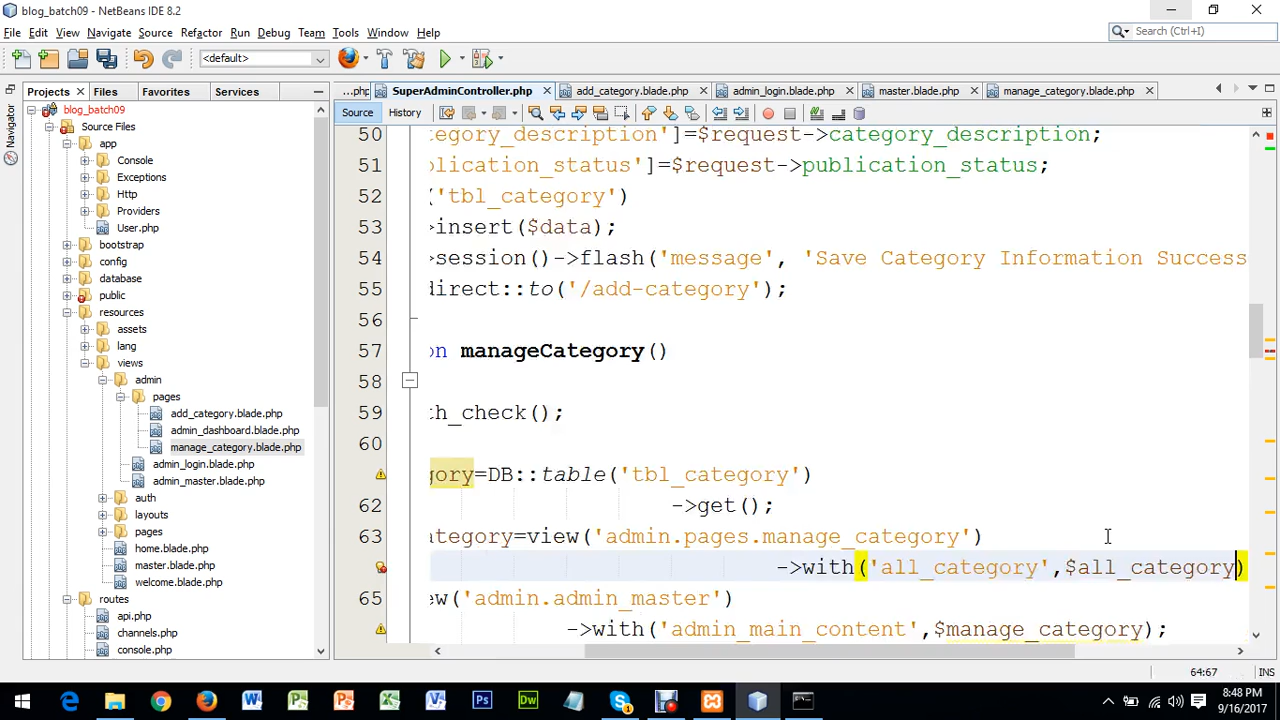 blog_batch09 - NetBeans IDE 8.2
File Edit View Navigate Source Refactor Run Debug Team Tools Window Help
Search (Ctrl+I)
<default>
Projects Files Favorites Services
...php SuperAdminController.php add_category.blade.php admin_login.blade.php master.blade.php manage_category.blade.php
Navigator
Source History
blog_batch09
Source Files
app
Console
Exceptions
Http
Providers
User.php
bootstrap
config
database
public
resources
assets
lang
views
admin
pages
add_category.blade.php
admin_dashboard.blade.php
manage_category.blade.php
admin_login.blade.php
admin_master.blade.php
auth
layouts
pages
home.blade.php
master.blade.php
welcome.blade.php
routes
api.php
channels.php
console.php
50 tegory_description']=$request->category_description;
51 plication_status']=$request->publication_status;
52 ('tbl_category')
53 >insert($data);
54 >session()->flash('message', 'Save Category Information Success
55 direct::to('/add-category');
56
57 on manageCategory()
58
59 th_check();
60
gory=DB::table('tbl_category')
62 ->get();
63 ategory=view('admin.pages.manage_category')
->with('all_category',$all_category)
65 ew('admin.admin_master')
->with('admin_main_content',$manage_category);
64:67
8:48 PM
9/16/2017